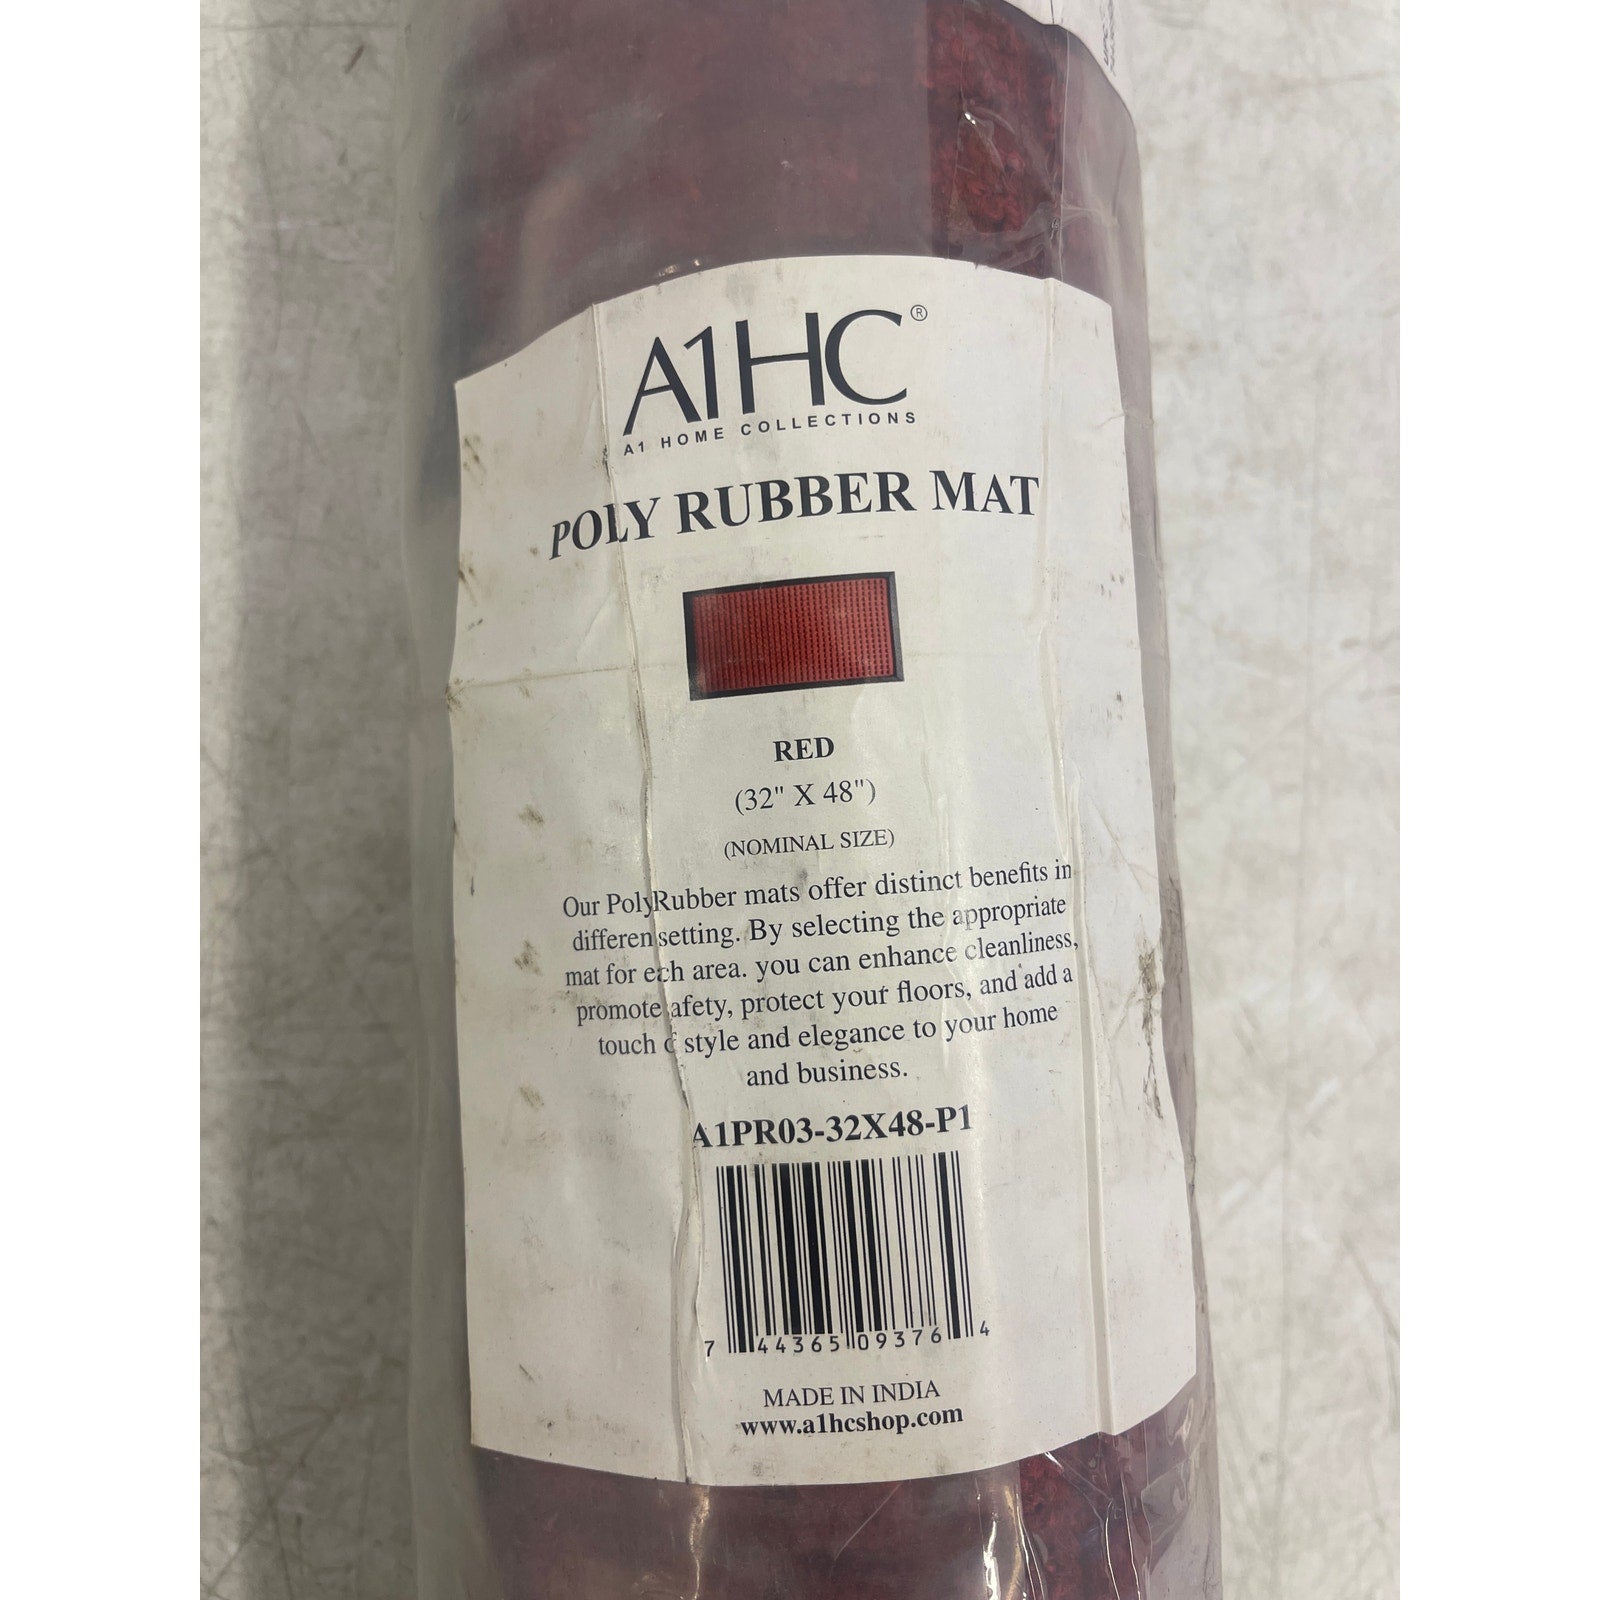 A1HC®
A1 HOME COLLECTIONS
POLY RUBBER MAT
RED
(32" X 48")
(NOMINAL SIZE)
Our PolyRubber mats offer distinct benefits in
differen setting. By selecting the appropriate
mat for ech area. you can enhance cleanliness,
promote afety, protect your floors, and add a
touch of style and elegance to your home
and business.
A1PR03-32X48-P1
7 44365 09376 4
MADE IN INDIA
www.a1hcshop.com